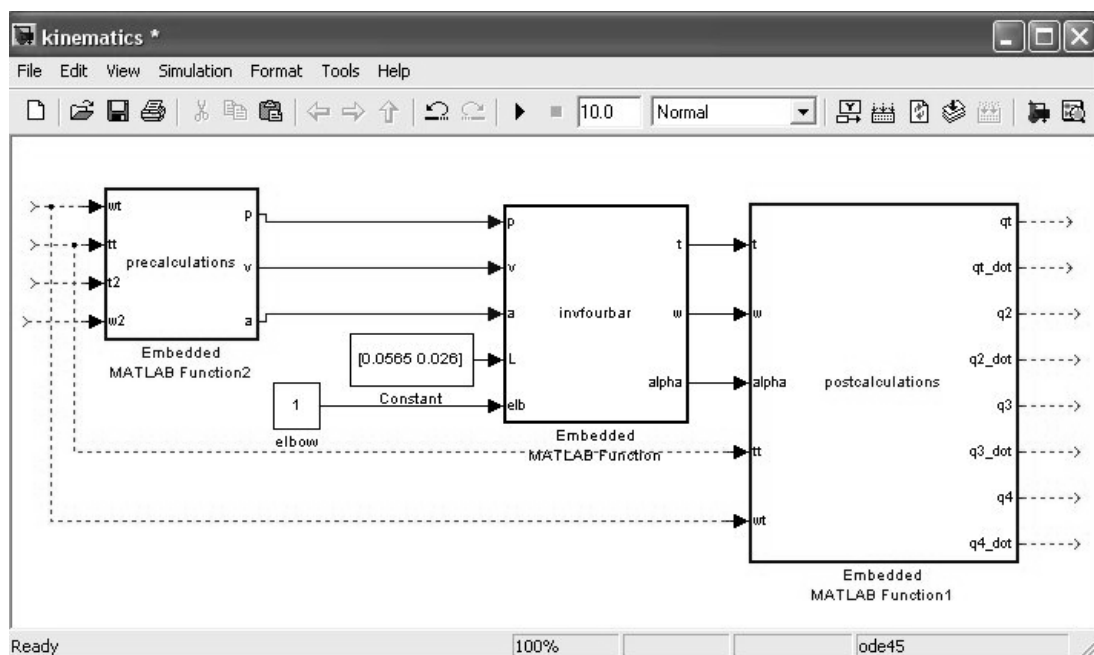 kinematics *
File Edit View Simulation Format Tools Help
10.0 Normal
wt
tt
t2
w2
precalculations
p
v
a
Embedded
MATLAB Function2
[0.0565 0.026]
Constant
1
elbow
p
v
a
L
elb
invfourbar
t
w
alpha
Embedded
MATLAB Function
t
w
alpha
tt
wt
postcalculations
qt
qt_dot
q2
q2_dot
q3
q3_dot
q4
q4_dot
Embedded
MATLAB Function1
Ready 100% ode45